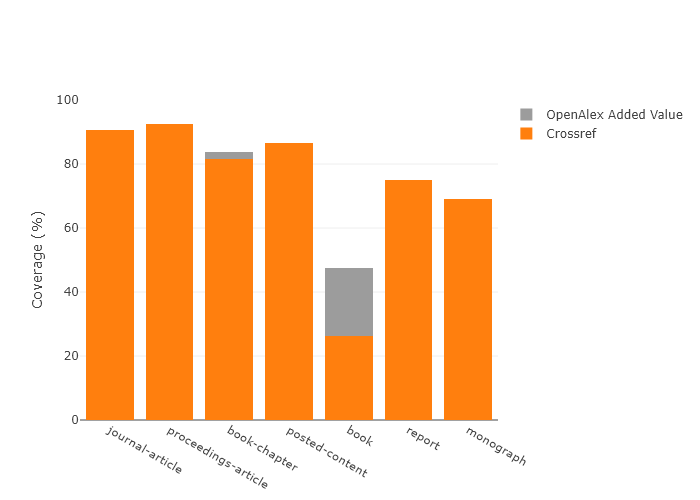 100
80
60
40
20
0
Coverage (%)
journal-article
proceedings-article
book-chapter
posted-content
book
report
monograph
OpenAlex Added Value
Crossref